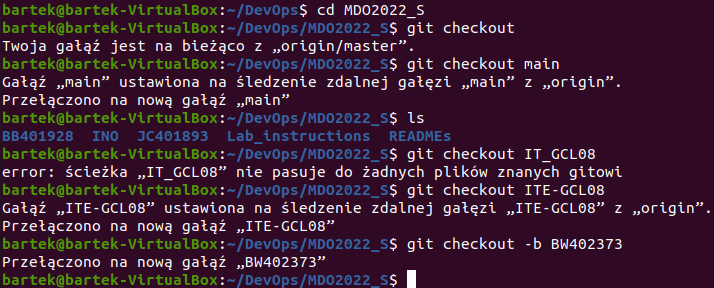 bartek@bartek-VirtualBox:~/DevOps$ cd MDO2022_S
bartek@bartek-VirtualBox:~/DevOps/MDO2022_S$ git checkout
Twoja gałąź jest na bieżąco z „origin/master”.
bartek@bartek-VirtualBox:~/DevOps/MDO2022_S$ git checkout main
Gałąź „main” ustawiona na śledzenie zdalnej gałęzi „main” z „origin”.
Przełączono na nową gałąź „main”
bartek@bartek-VirtualBox:~/DevOps/MDO2022_S$ ls
BB401928  INO  JC401893  Lab_instructions  READMEs
bartek@bartek-VirtualBox:~/DevOps/MDO2022_S$ git checkout IT_GCL08
error: ścieżka „IT_GCL08” nie pasuje do żadnych plików znanych gitowi
bartek@bartek-VirtualBox:~/DevOps/MDO2022_S$ git checkout ITE-GCL08
Gałąź „ITE-GCL08” ustawiona na śledzenie zdalnej gałęzi „ITE-GCL08” z „origin”.
Przełączono na nową gałąź „ITE-GCL08”
bartek@bartek-VirtualBox:~/DevOps/MDO2022_S$ git checkout -b BW402373
Przełączono na nową gałąź „BW402373”
bartek@bartek-VirtualBox:~/DevOps/MDO2022_S$